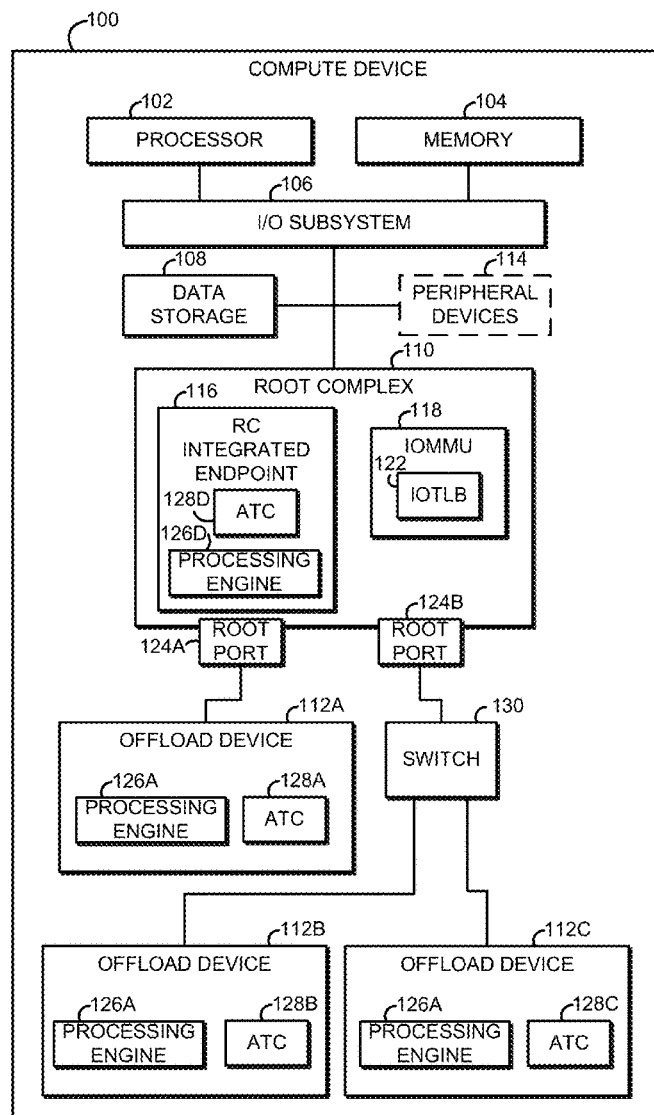 100
COMPUTE DEVICE
102
104
PROCESSOR
MEMORY
106
I/O SUBSYSTEM
108
114
DATA
STORAGE
PERIPHERAL
DEVICES
110
ROOT COMPLEX
116
118
RC
INTEGRATED
ENDPOINT
IOMMU
122
IOTLB
128D
ATC
126D
PROCESSING
ENGINE
124A
ROOT
PORT
124B
ROOT
PORT
112A
130
OFFLOAD DEVICE
SWITCH
126A
128A
PROCESSING
ENGINE
ATC
112B
112C
OFFLOAD DEVICE
OFFLOAD DEVICE
126A
128B
126A
128C
PROCESSING
ENGINE
ATC
PROCESSING
ENGINE
ATC